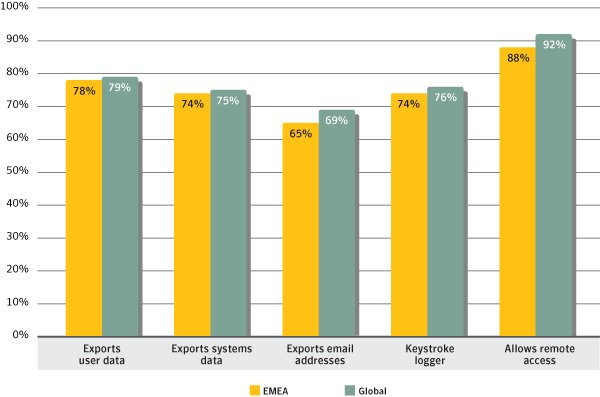 100%
90%
80%
70%
60%
50%
40%
30%
20%
10%
0%
78%
79%
74%
75%
65%
69%
74%
76%
88%
92%
Exports
user data
Exports systems
data
Exports email
addresses
Keystroke
logger
Allows remote
access
EMEA
Global